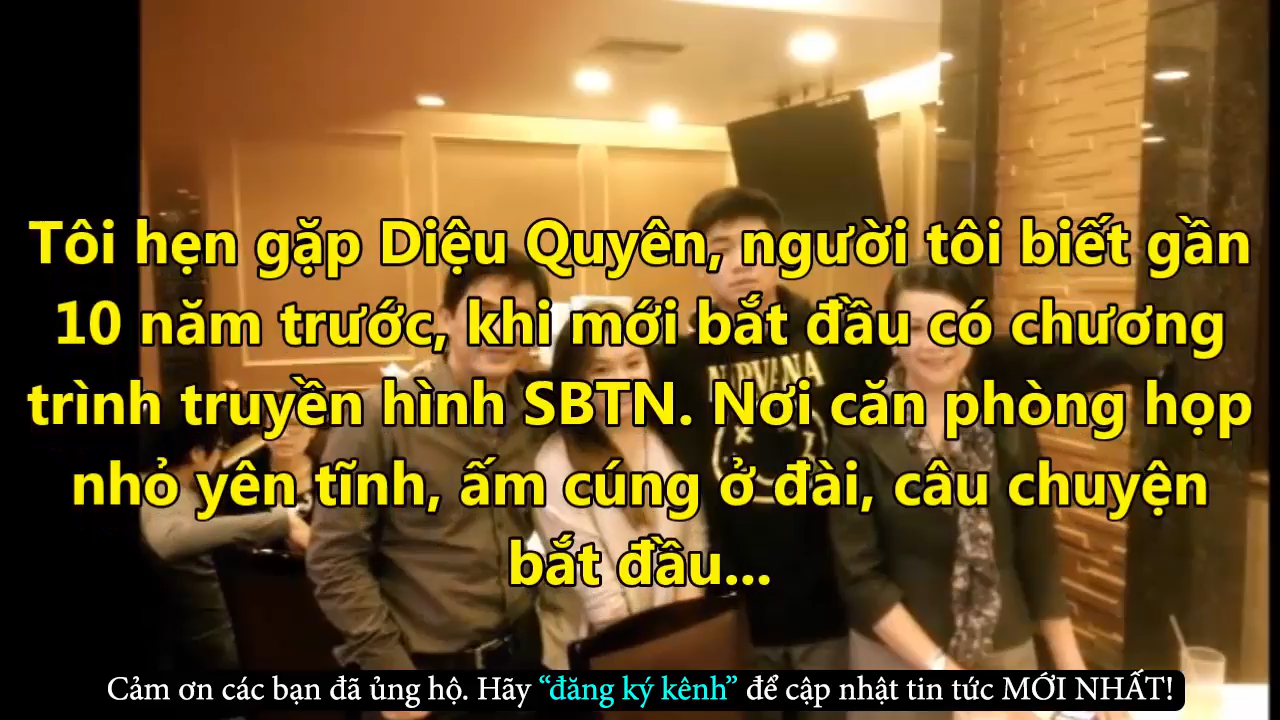 Tôi hẹn gặp Diệu Quyên, người tôi biết gần
10 năm trước, khi mới bắt đầu có chương
trình truyền hình SBTN. Nơi căn phòng họp
nhỏ yên tĩnh, ấm cúng ở đài, câu chuyện
bắt đầu...
NIRVANA
Cảm ơn các bạn đã ủng hộ. Hãy “đăng ký kênh” để cập nhật tin tức MỚI NHẤT!